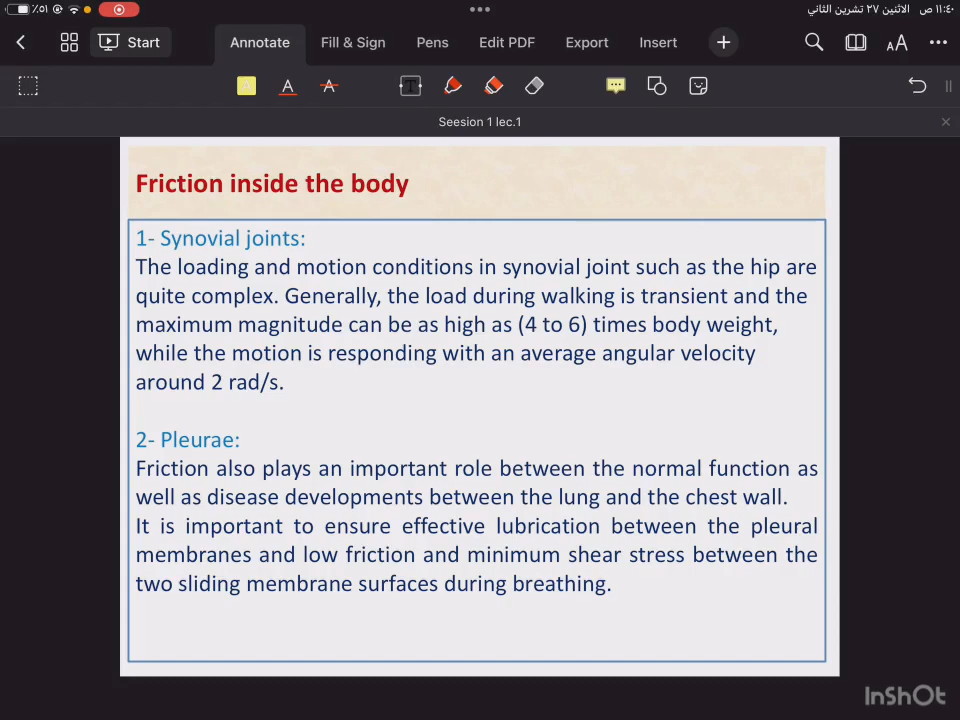 ٪٥١
١١:٤٠ ص الاثنين ٢٧ تشرين الثاني
Start
Annotate
Fill & Sign
Pens
Edit PDF
Export
Insert
AA
A
A
A
T
Seesion 1 lec.1
Friction inside the body
1- Synovial joints:
The loading and motion conditions in synovial joint such as the hip are
quite complex. Generally, the load during walking is transient and the
maximum magnitude can be as high as (4 to 6) times body weight,
while the motion is responding with an average angular velocity
around 2 rad/s.
2- Pleurae:
Friction also plays an important role between the normal function as
well as disease developments between the lung and the chest wall.
It is important to ensure effective lubrication between the pleural
membranes and low friction and minimum shear stress between the
two sliding membrane surfaces during breathing.
InShOt